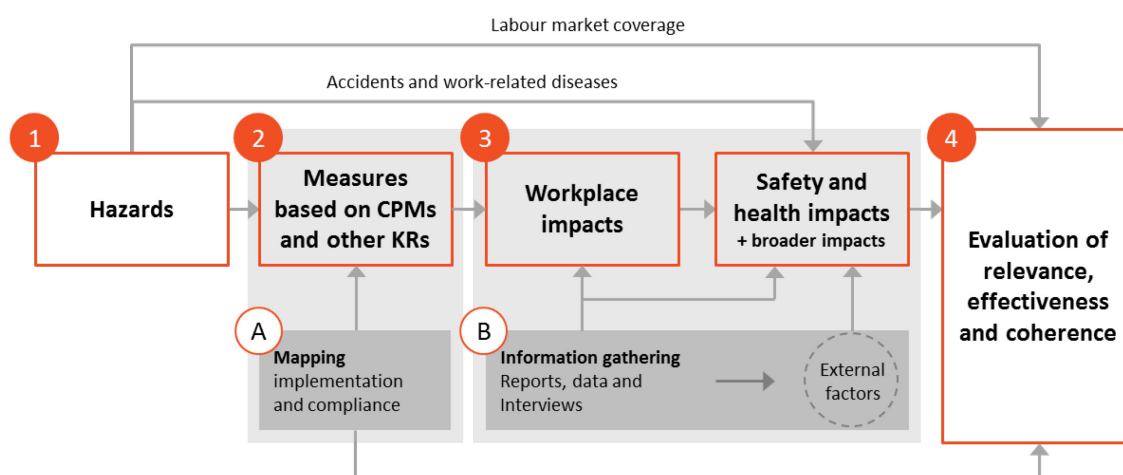 Labour market coverage
Accidents and work-related diseases
1
2
3
4
Hazards
Measures
based on CPMs
and other KRs
Workplace
impacts
Safety and
health impacts
+ broader impacts
Evaluation of
relevance,
effectiveness
and coherence
A
Mapping
implementation
and compliance
B
Information gathering
Reports, data and
Interviews
External
factors